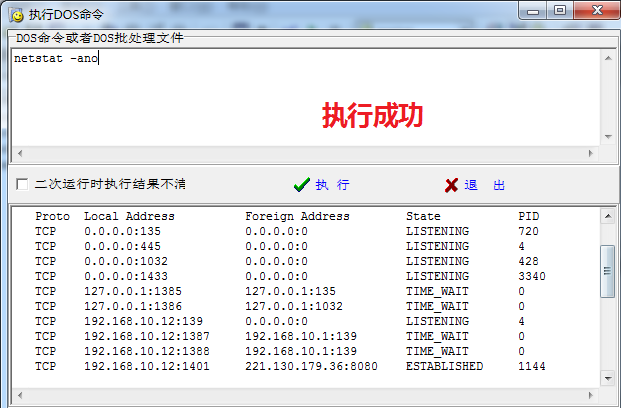 执行DOS命令
DOS命令或者DOS批处理文件
netstat -ano
执行成功
二次运行时执行结果不清
执 行
退 出
Proto Local Address Foreign Address State PID
TCP 0.0.0.0:135 0.0.0.0:0 LISTENING 720
TCP 0.0.0.0:445 0.0.0.0:0 LISTENING 4
TCP 0.0.0.0:1032 0.0.0.0:0 LISTENING 428
TCP 0.0.0.0:1433 0.0.0.0:0 LISTENING 3340
TCP 127.0.0.1:1385 127.0.0.1:135 TIME_WAIT 0
TCP 127.0.0.1:1386 127.0.0.1:1032 TIME_WAIT 0
TCP 192.168.10.12:139 0.0.0.0:0 LISTENING 4
TCP 192.168.10.12:1387 192.168.10.1:139 TIME_WAIT 0
TCP 192.168.10.12:1388 192.168.10.1:139 TIME_WAIT 0
TCP 192.168.10.12:1401 221.130.179.36:8080 ESTABLISHED 1144